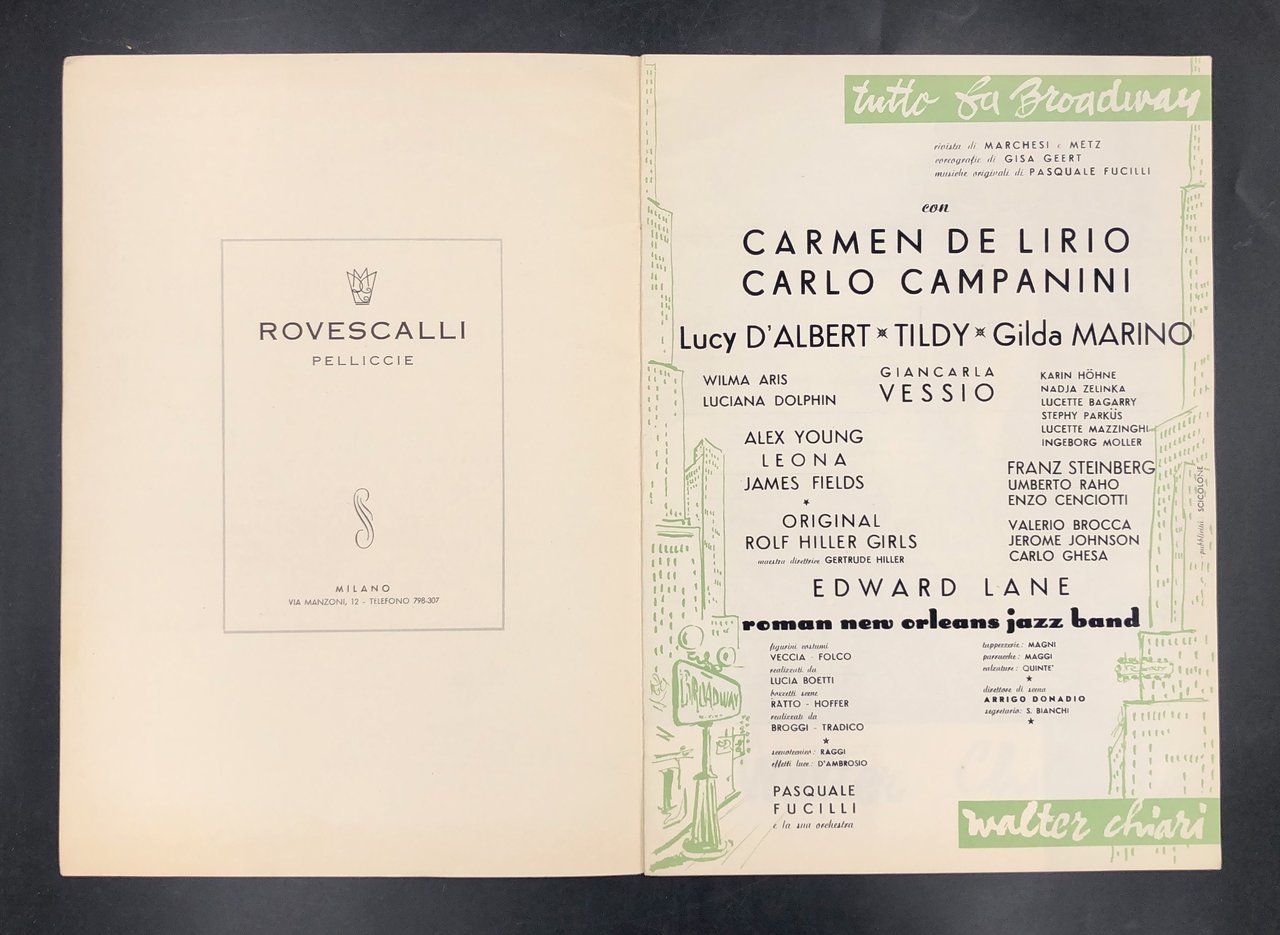 ROVESCALLI
PELLICCIE
MILANO
VIA MANZONI, 12 - TELEFONO 798-307
tutto fa Broadway
rivista di MARCHESI e METZ
coreografie di GISA GEERT
musiche originali di PASQUALE FUCILLI
con
CARMEN DE LIRIO
CARLO CAMPANINI
Lucy D'ALBERT * TILDY * Gilda MARINO
WILMA ARIS
LUCIANA DOLPHIN
GIANCARLA
VESSIO
KARIN HÖHNE
NADJA ZELINKA
LUCETTE BAGARRY
STEPHY PARKÜS
LUCETTE MAZZINGHI
INGEBORG MOLLER
ALEX YOUNG
LEONA
JAMES FIELDS
*
ORIGINAL
ROLF HILLER GIRLS
maestra direttrice GERTRUDE HILLER
FRANZ STEINBERG
UMBERTO RAHO
ENZO CENCIOTTI
VALERIO BROCCA
JEROME JOHNSON
CARLO GHESA
EDWARD LANE
roman new orleans jazz band
figurini costumi
VECCIA - FOLCO
realizzati da
LUCIA BOETTI
bozzetti scene
RATTO - HOFFER
realizzati da
BROGGI - TRADICO
*
scenotecnico: RAGGI
effetti luce: D'AMBROSIO
PASQUALE
FUCILLI
e la sua orchestra
tappezzerie: MAGNI
parrucche: MAGGI
calzature: QUINTE'
*
direttore di scena
ARRIGO DONADIO
segretario: S. BIANCHI
*
pubblicità SCICOLONE
BROADWAY
walter chiari